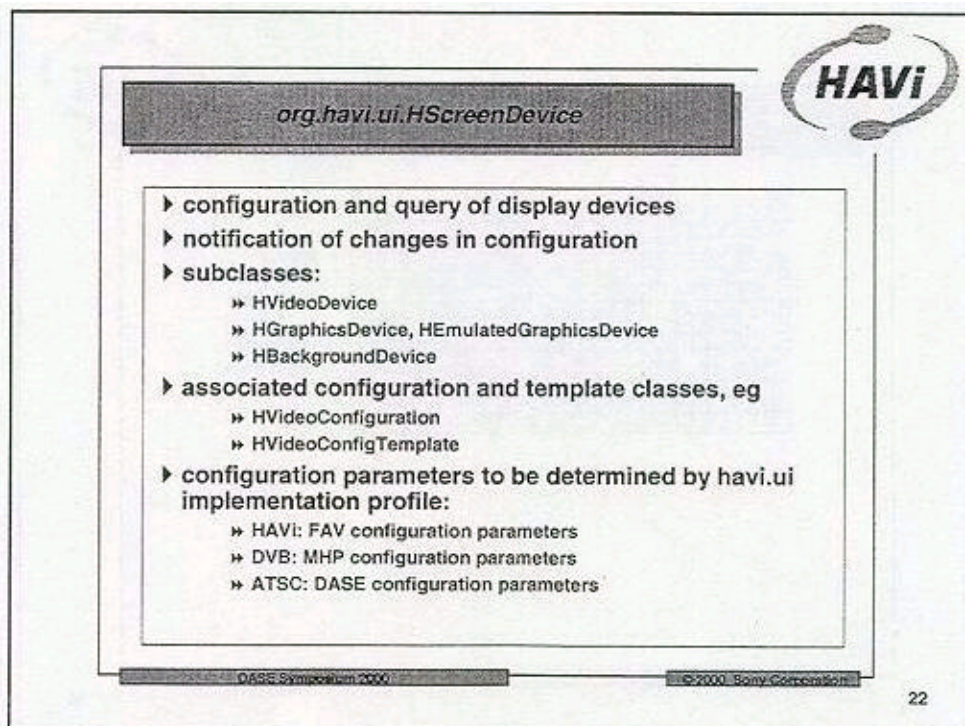 HAVi
org.havi.ui.HScreenDevice
configuration and query of display devices
notification of changes in configuration
subclasses:
HVideoDevice
HGraphicsDevice, HEmulatedGraphicsDevice
HBackgroundDevice
associated configuration and template classes, eg
HVideoConfiguration
HVideoConfigTemplate
configuration parameters to be determined by havi.ui
implementation profile:
HAVi: FAV configuration parameters
DVB: MHP configuration parameters
ATSC: DASE configuration parameters
DASE Symposium 2000
©2000, Sony Corporation
22